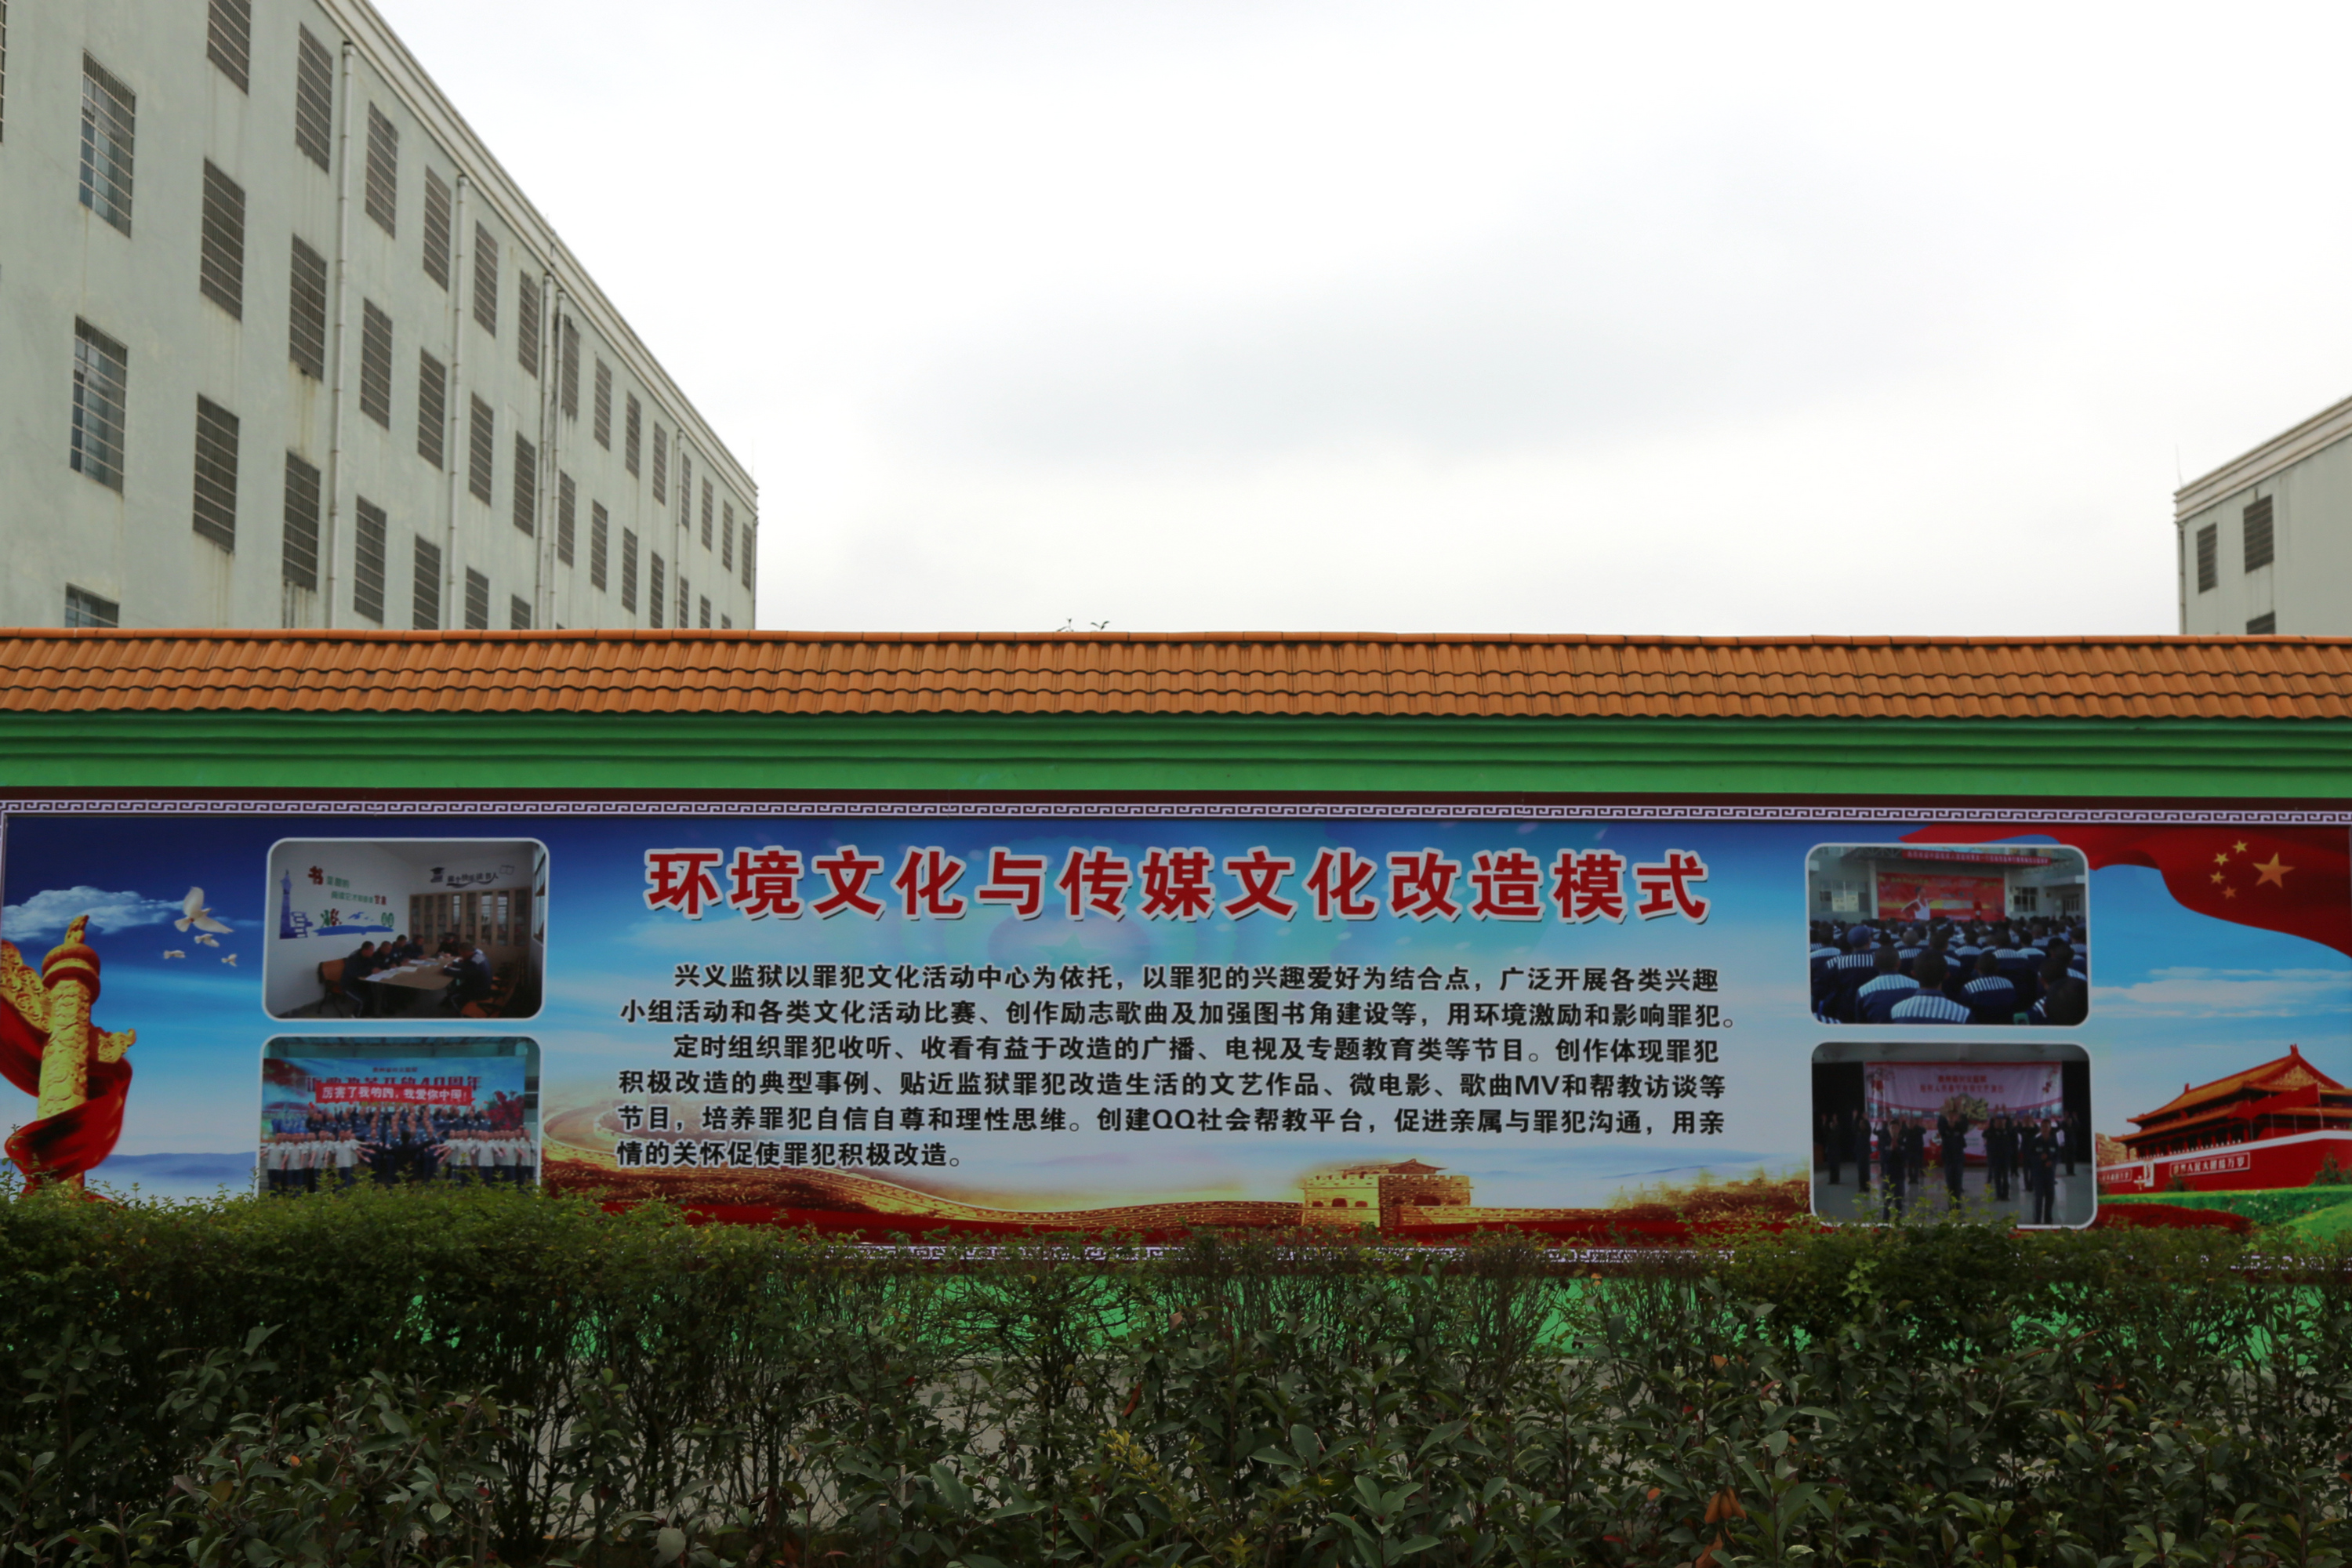 环境文化与传媒文化改造模式
兴义监狱以罪犯文化活动中心为依托，以罪犯的兴趣爱好为结合点，广泛开展各类兴趣
小组活动和各类文化活动比赛、创作励志歌曲及加强图书角建设等，用环境激励和影响罪犯。
定时组织罪犯收听、收看有益于改造的广播、电视及专题教育类等节目。创作体现罪犯
积极改造的典型事例、贴近监狱罪犯改造生活的文艺作品、微电影、歌曲MV和帮教访谈等
节目，培养罪犯自信自尊和理性思维。创建QQ社会帮教平台，促进亲属与罪犯沟通，用亲
情的关怀促使罪犯积极改造。
书
厉害了我的国，我爱你中国！